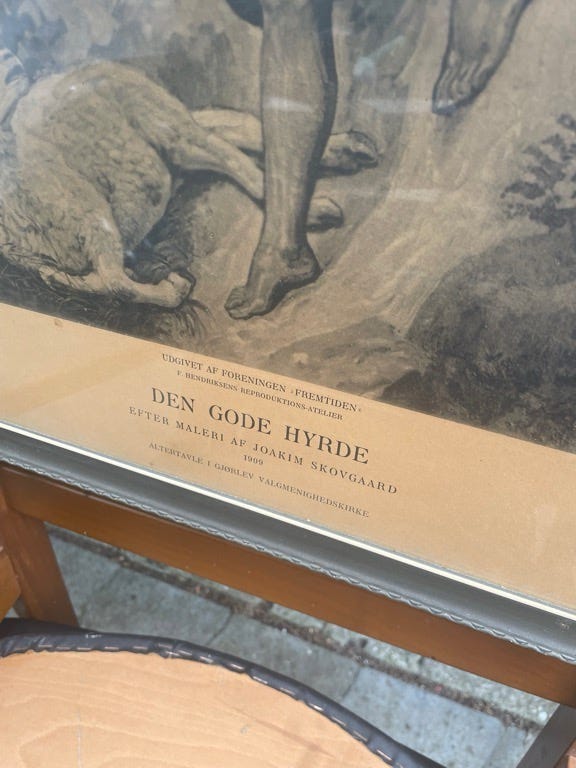 UDGIVET AF FORENINGEN »FREMTIDEN«
F HENDRIKSENS REPRODUKTIONS-ATELIER
DEN GODE HYRDE
EFTER MALERI AF JOAKIM SKOVGAARD
1909
ALTERTAVLE I GJØRLEV VALGMENIGHEDSKIRKE